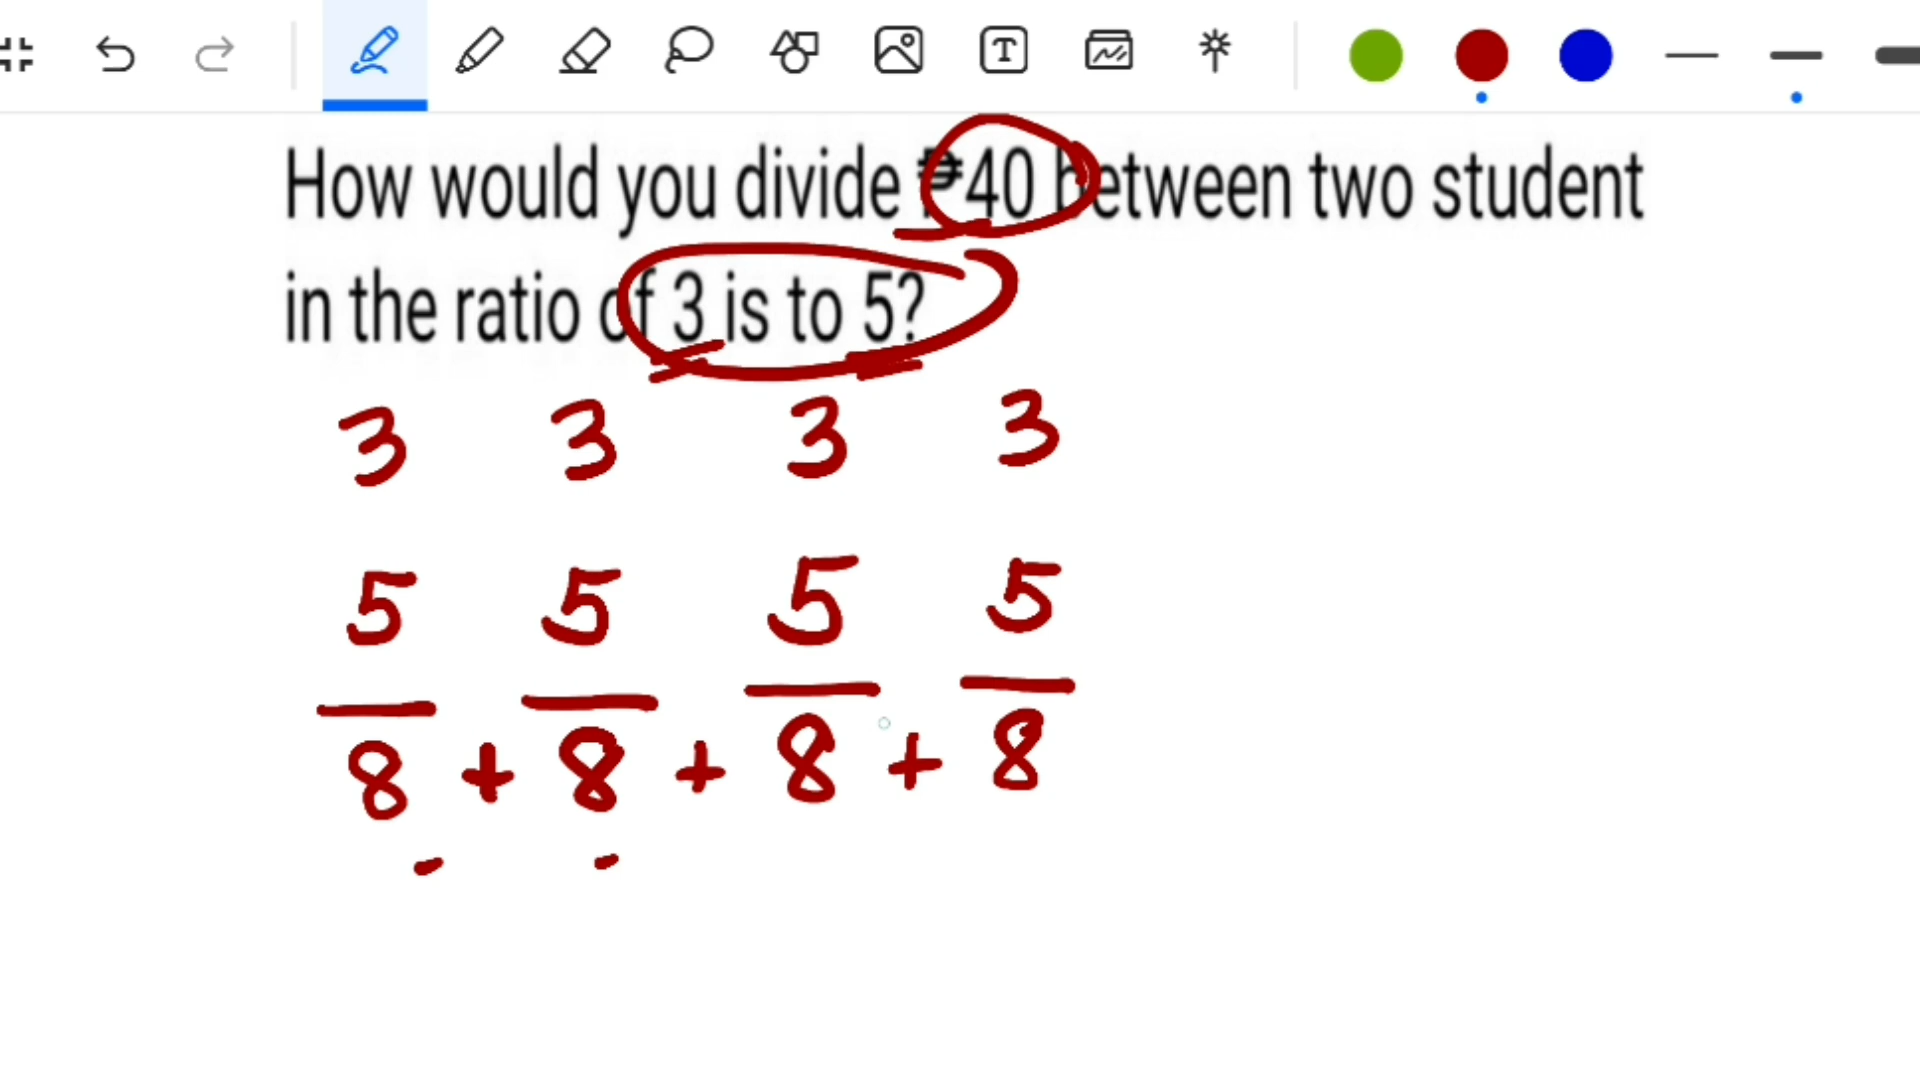 How would you divide ₱40 between two student
in the ratio of 3 is to 5?
3 3 3 3
5 5 5 5
8 + 8 + 8 + 8